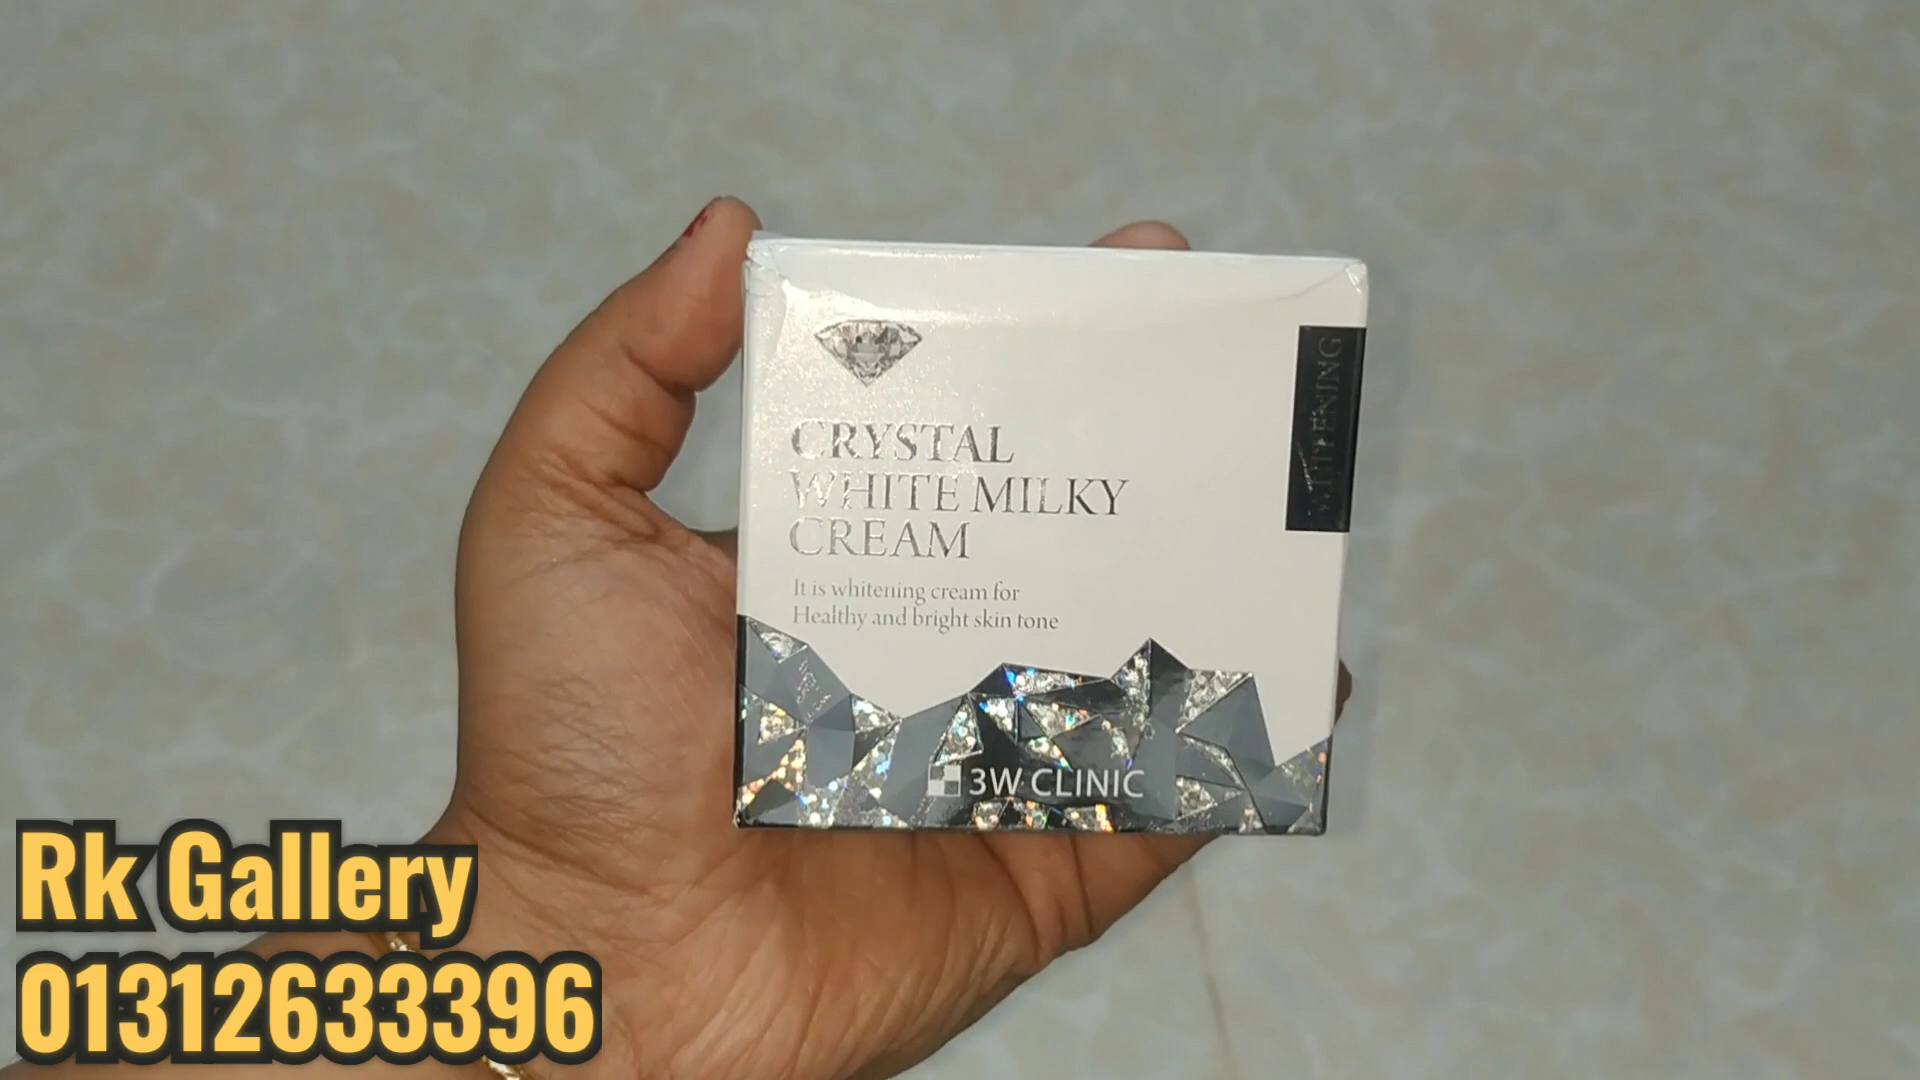 CRYSTAL
WHITE MILKY
CREAM
It is whitening cream for
Healthy and bright skin tone
WHITENING
3W CLINIC
Rk Gallery
01312633396